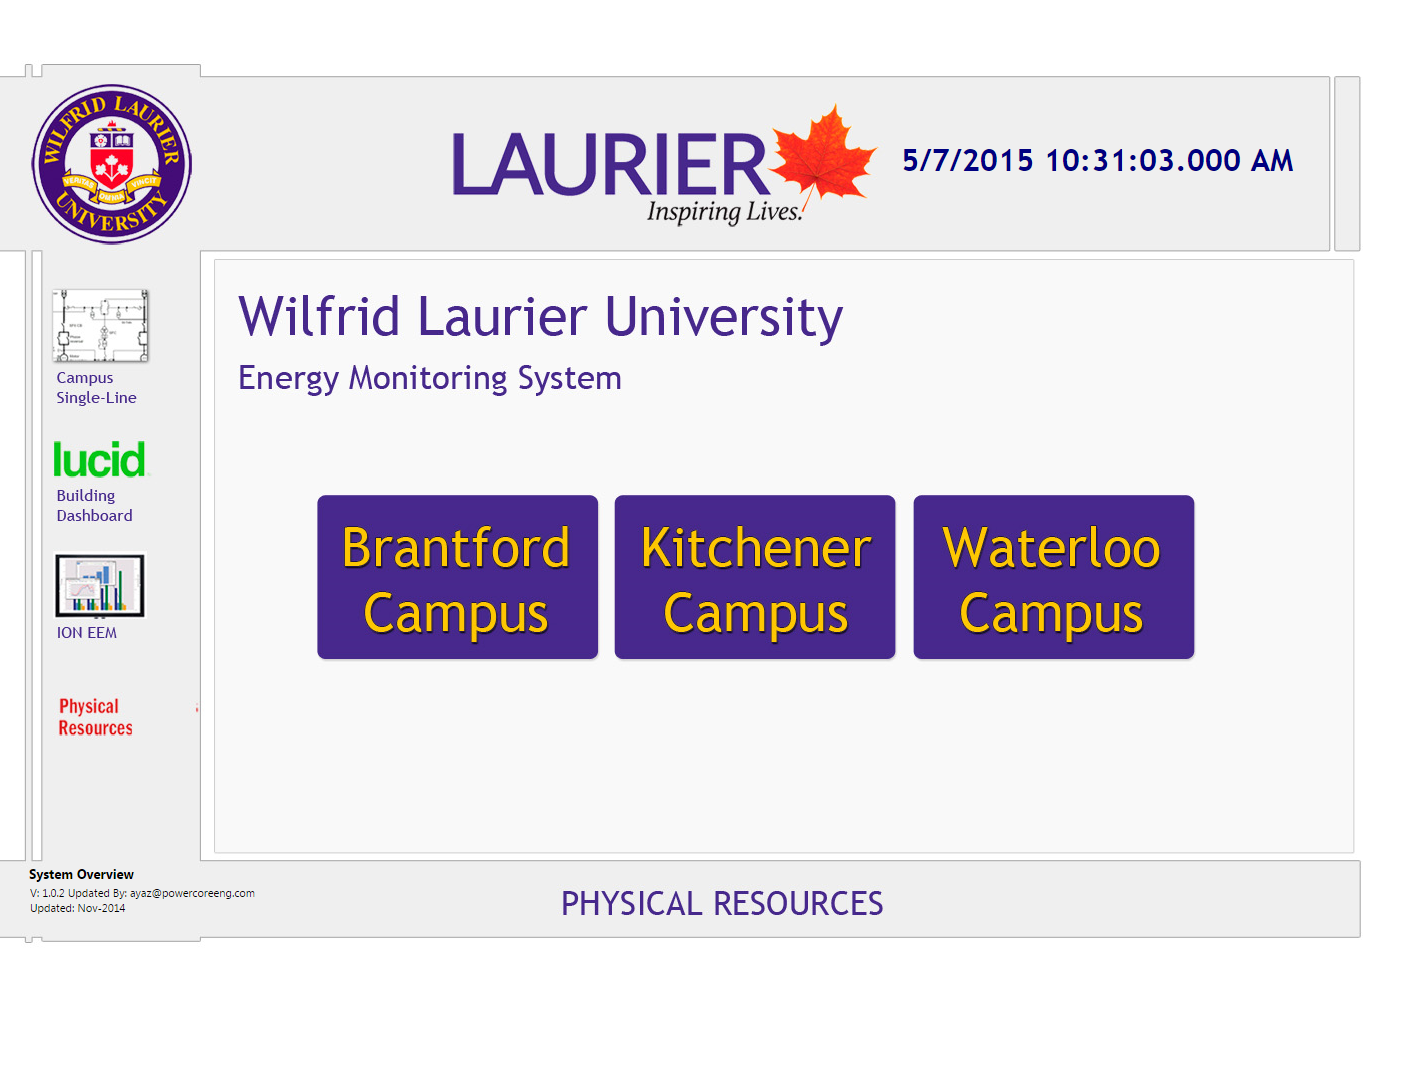 WILFRID LAURIER
VERITAS OMNIA VINCIT
UNIVERSITY
LAURIER
Inspiring Lives.
5/7/2015 10:31:03.000 AM
Campus
Single-Line
lucid
Building
Dashboard
ION EEM
Physical
Resources
Wilfrid Laurier University
Energy Monitoring System
Brantford
Campus
Kitchener
Campus
Waterloo
Campus
System Overview
V: 1.0.2 Updated By: ayaz@powercoreeng.com
Updated: Nov-2014
PHYSICAL RESOURCES